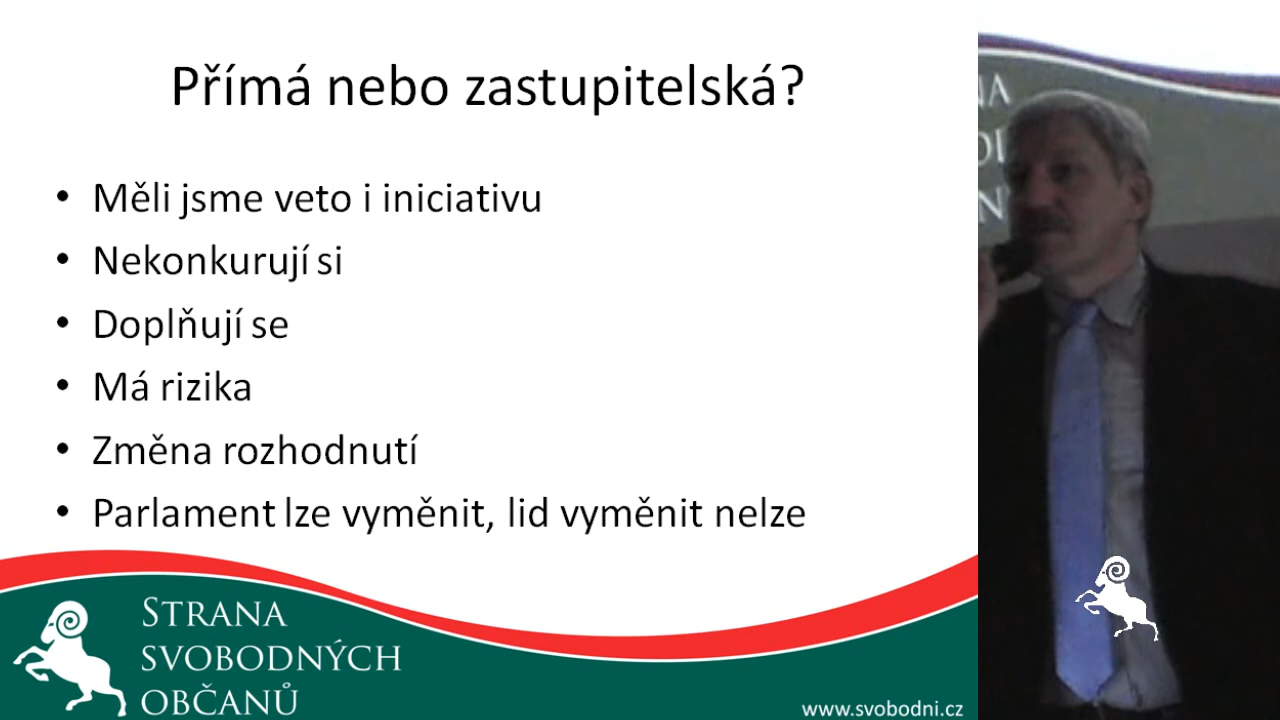 Přímá nebo zastupitelská?
• Měli jsme veto i iniciativu
• Nekonkurují si
• Doplňují se
• Má rizika
• Změna rozhodnutí
• Parlament lze vyměnit, lid vyměnit nelze
STRANA
SVOBODNÝCH
OBČANŮ
www.svobodni.cz